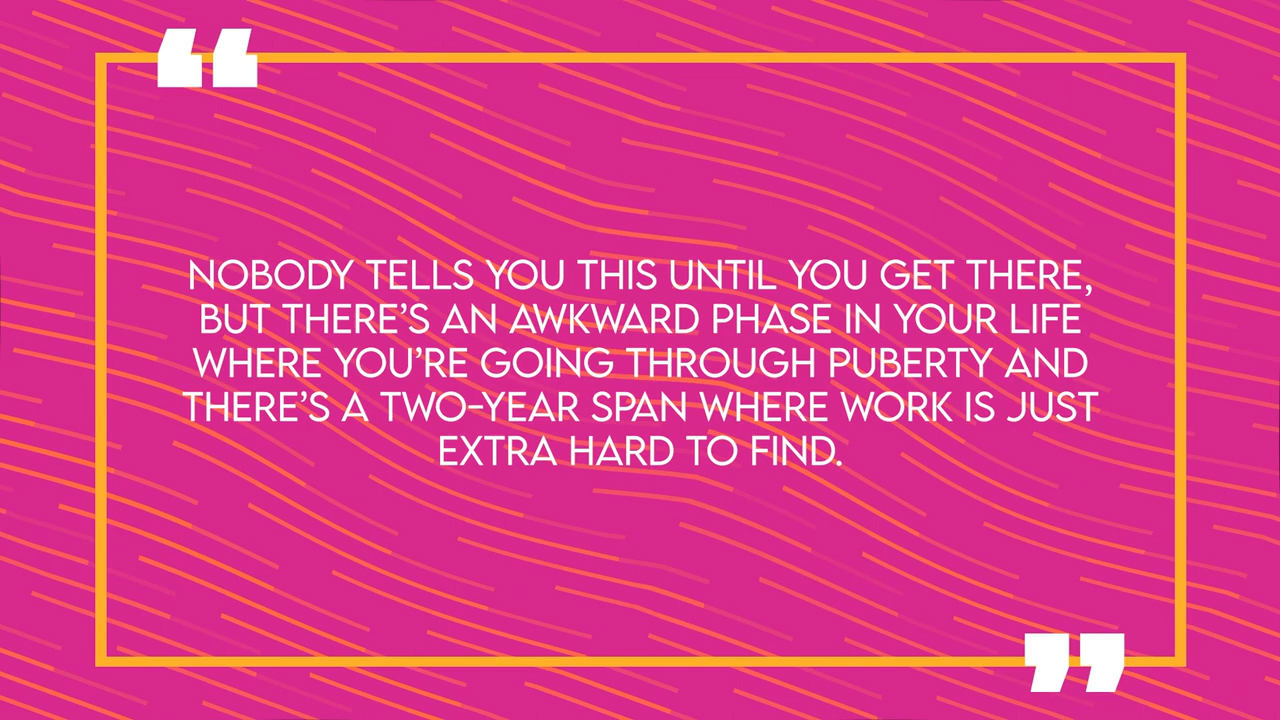 NOBODY TELLS YOU THIS UNTIL YOU GET THERE,
BUT THERE’S AN AWKWARD PHASE IN YOUR LIFE
WHERE YOU’RE GOING THROUGH PUBERTY AND
THERE’S A TWO-YEAR SPAN WHERE WORK IS JUST
EXTRA HARD TO FIND.